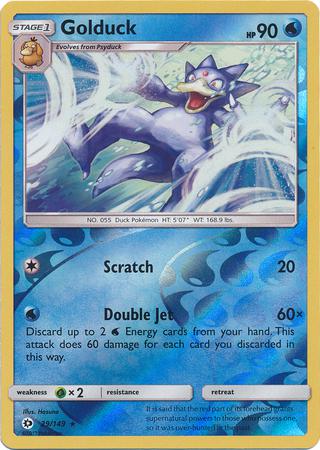 STAGE 1
Golduck
HP 90
Evolves from Psyduck
NO. 055 Duck Pokémon HT: 5'07" WT: 168.9 lbs.
Scratch 20
Double Jet 60×
Discard up to 2 Energy cards from your hand. This
attack does 60 damage for each card you discarded
in this way.
weakness × 2 resistance retreat
Illus. Hasuno
29/149 ★
It is said that the red part of its forehead grants
supernatural powers to those who possess one,
so it was over-hunted in the past.